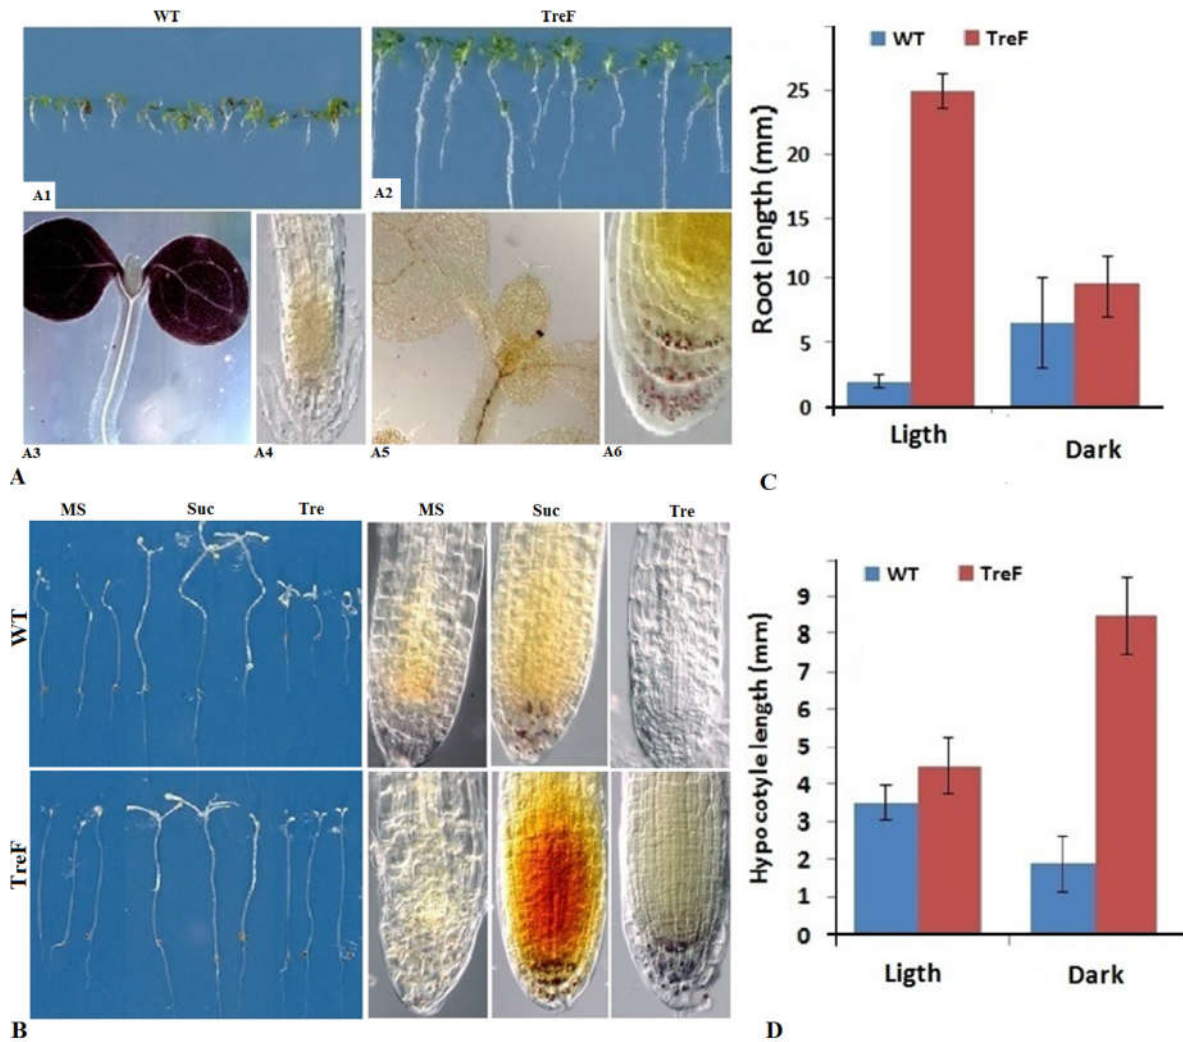 WT
TreF
A1
A2
A3
A4
A5
A6
A
MS
Suc
Tre
MS
Suc
Tre
WT
TreF
B
WT
TreF
Root length (mm)
25
20
15
10
5
0
Ligth
Dark
C
WT
TreF
Hypocotyle length (mm)
9
8
7
6
5
4
3
2
1
0
Ligth
Dark
D